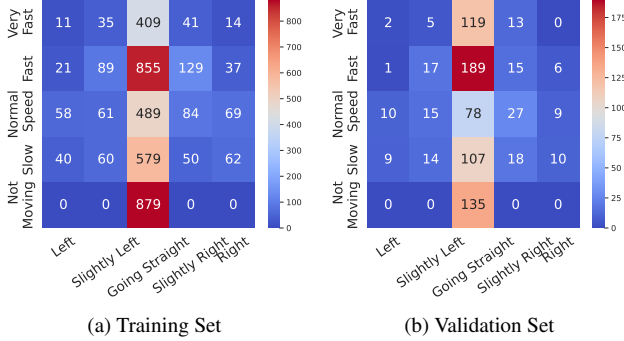 Very Fast 11 35 409 41 14
Fast 21 89 855 129 37
Normal Speed 58 61 489 84 69
Slow 40 60 579 50 62
Not Moving 0 0 879 0 0
Left Slightly Left Going Straight Slightly Right Right
800
700
600
500
400
300
200
100
0
(a) Training Set
Very Fast 2 5 119 13 0
Fast 1 17 189 15 6
Normal Speed 10 15 78 27 9
Slow 9 14 107 18 10
Not Moving 0 0 135 0 0
Left Slightly Left Going Straight Slightly Right Right
175
150
125
100
75
50
25
0
(b) Validation Set